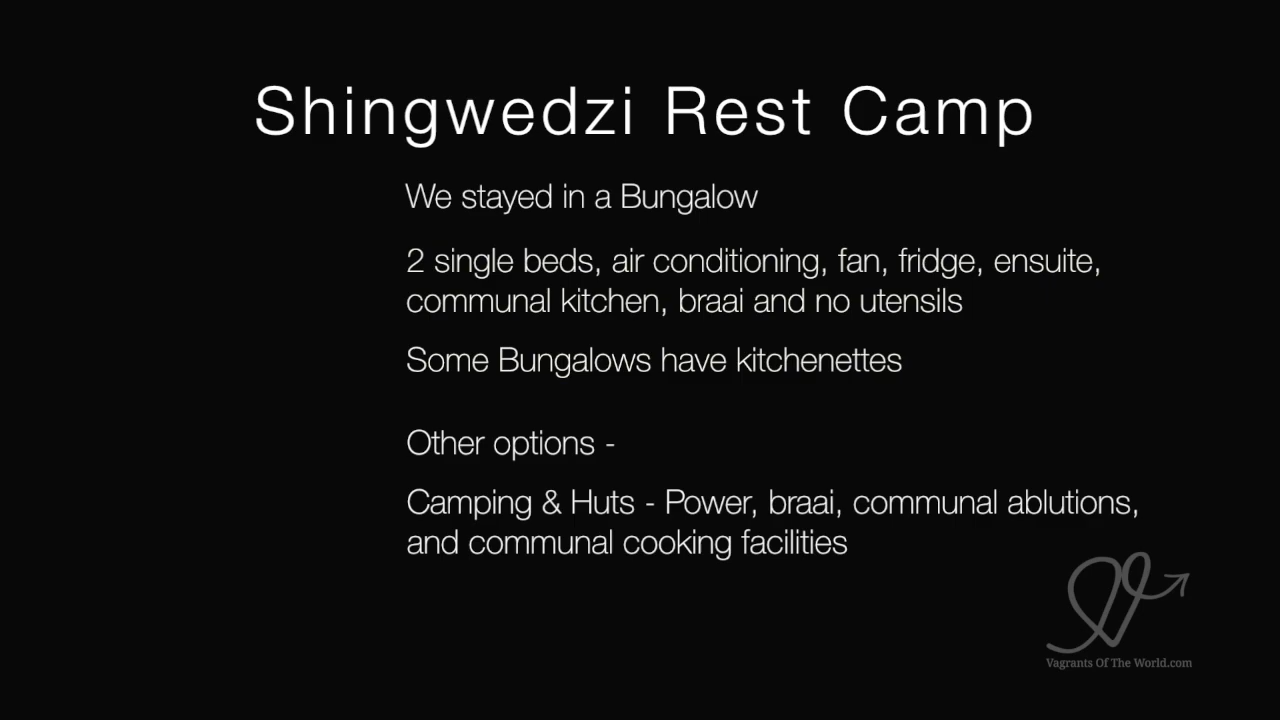 Shingwedzi Rest Camp
We stayed in a Bungalow
2 single beds, air conditioning, fan, fridge, ensuite,
communal kitchen, braai and no utensils
Some Bungalows have kitchenettes
Other options -
Camping & Huts - Power, braai, communal ablutions,
and communal cooking facilities
Vagrants Of The World.com